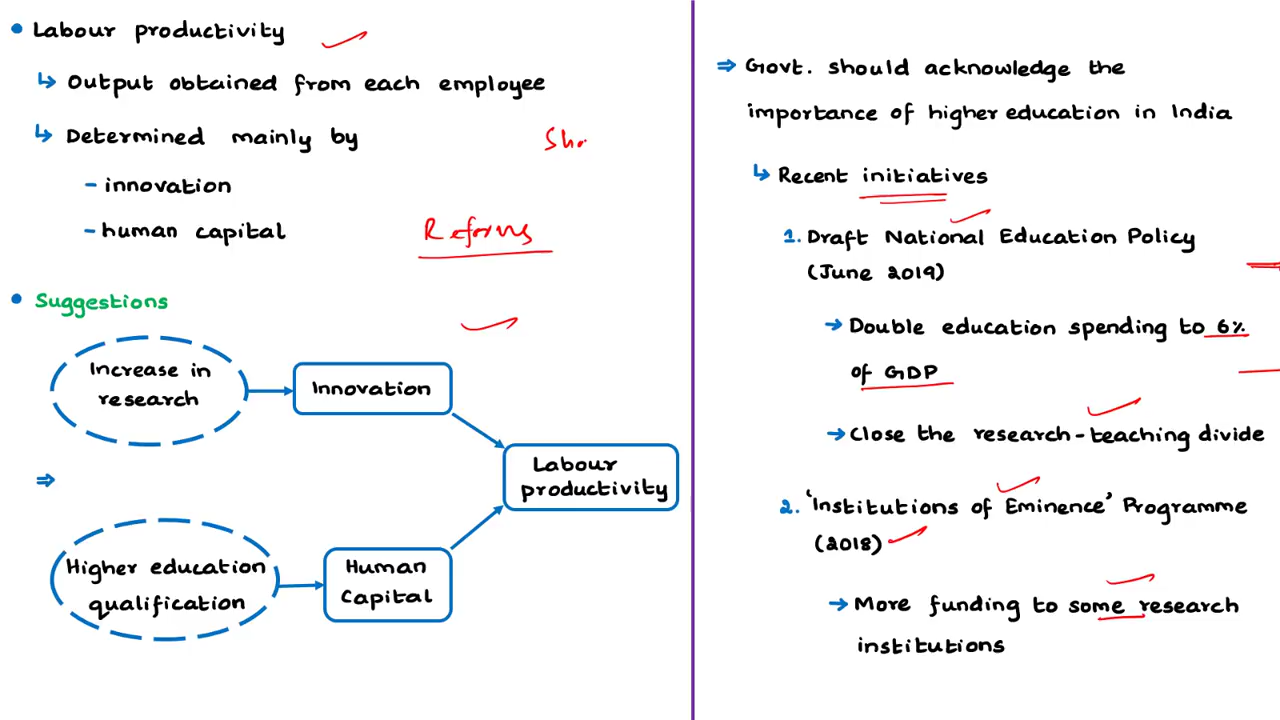 • Labour productivity
↳ Output obtained from each employee
↳ Determined mainly by
- innovation
- human capital
Reforms
• Suggestions
Increase in
research
Innovation
Labour
productivity
⇒
Higher education
qualification
Human
Capital
⇒ Govt. should acknowledge the
importance of higher education in India
↳ Recent initiatives
1. Draft National Education Policy
(June 2019)
→ Double education spending to 6%
of GDP
→ Close the research-teaching divide
2. 'Institutions of Eminence' Programme
(2018)
→ More funding to some research
institutions